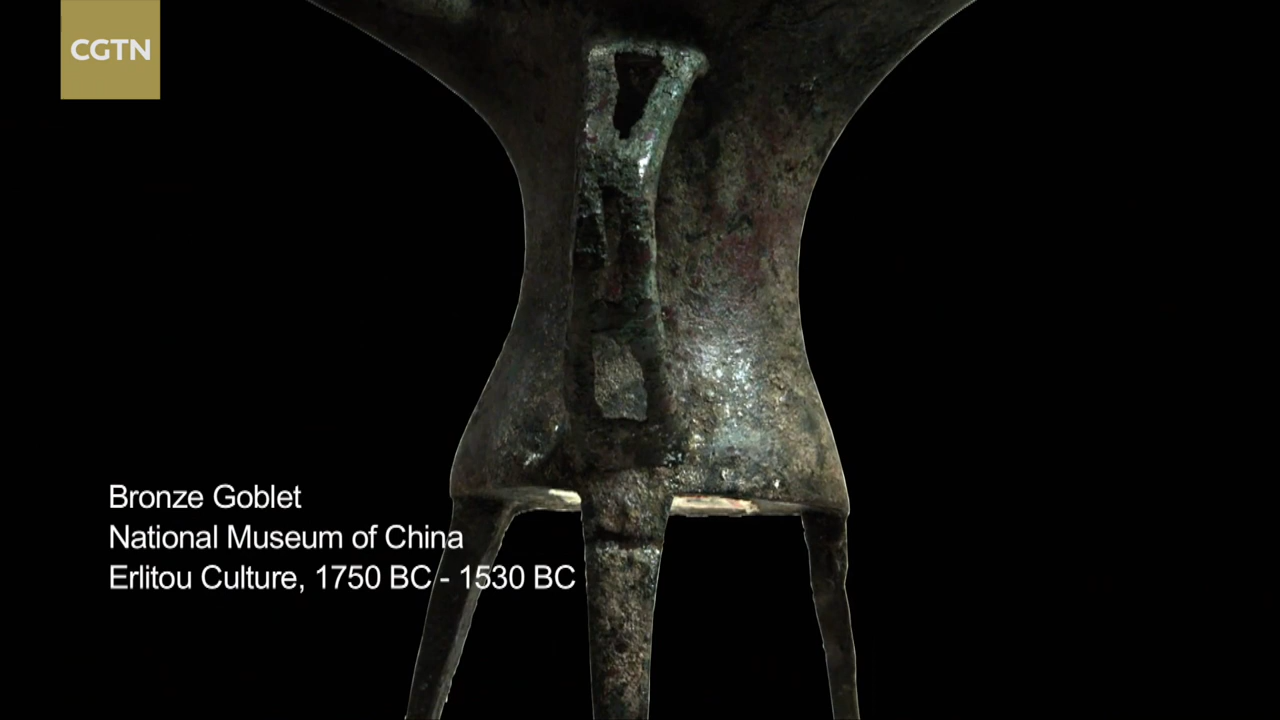 CGTN
Bronze Goblet
National Museum of China
Erlitou Culture, 1750 BC - 1530 BC